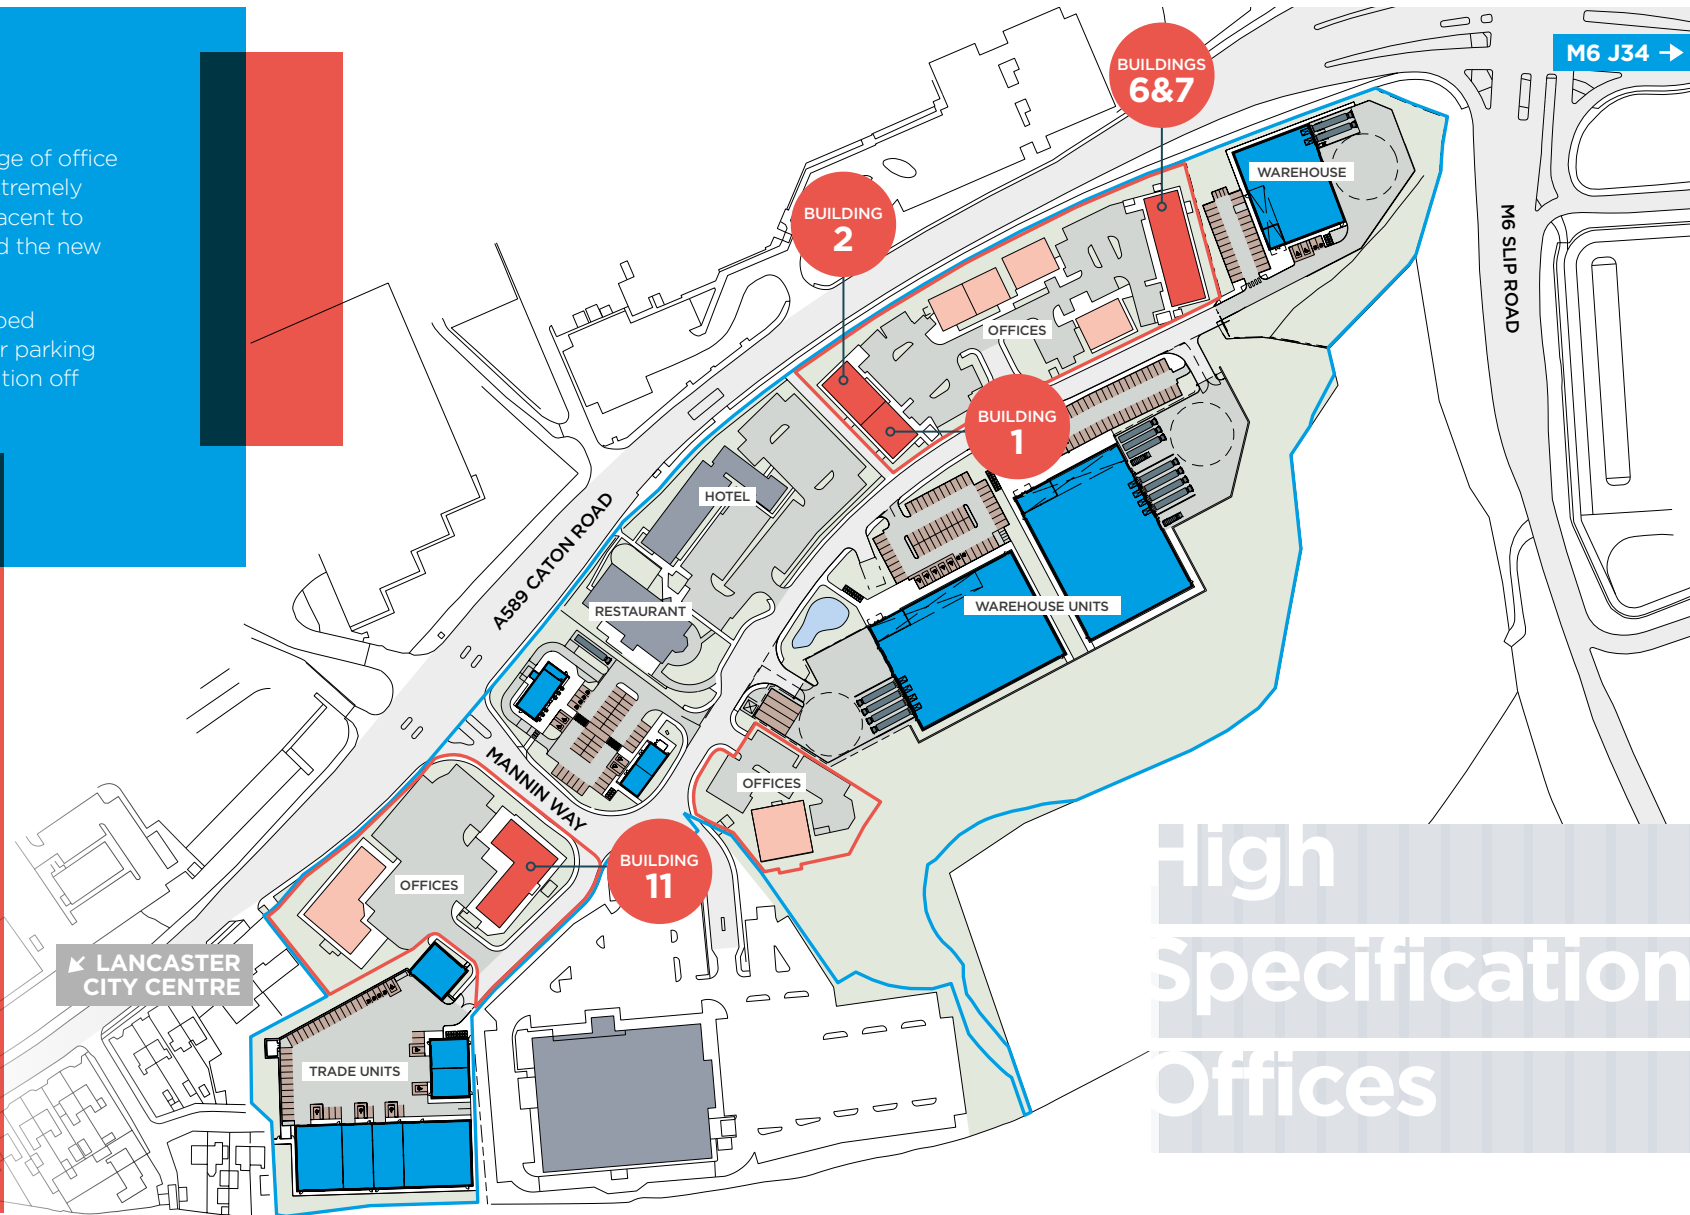 ge of office
tremely
acent to
d the new
ped
r parking
tion off
M6 J34
BUILDINGS
6&7
WAREHOUSE
BUILDING
2
M6 SLIP ROAD
OFFICES
BUILDING
1
HOTEL
A589 CATON ROAD
RESTAURANT
WAREHOUSE UNITS
MANNIN WAY
OFFICES
BUILDING
11
OFFICES
LANCASTER
CITY CENTRE
TRADE UNITS
High
Specification
Offices